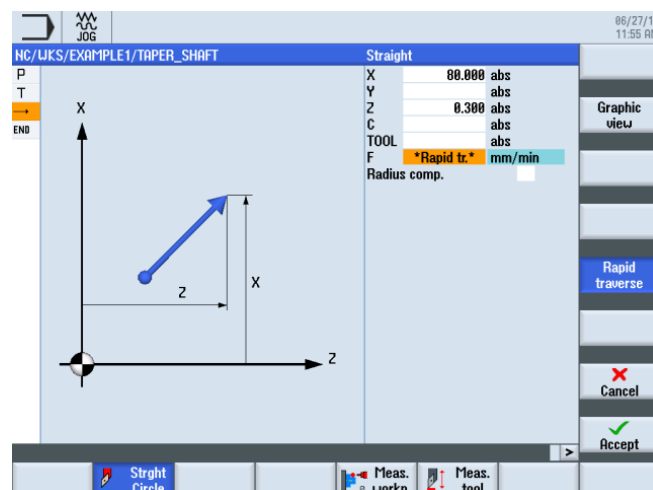 JOG
06/27/1
11:55 A
NC/WKS/EXAMPLE1/TAPER_SHAFT
Straight
P
T
END
X
Z
X
Z
X 80.000 abs
Y abs
Z 0.300 abs
C abs
TOOL abs
F *Rapid tr.* mm/min
Radius comp.
Graphic
view
Rapid
traverse
Cancel
Accept
>
Strght
Circle
Meas.
workp.
Meas.
tool